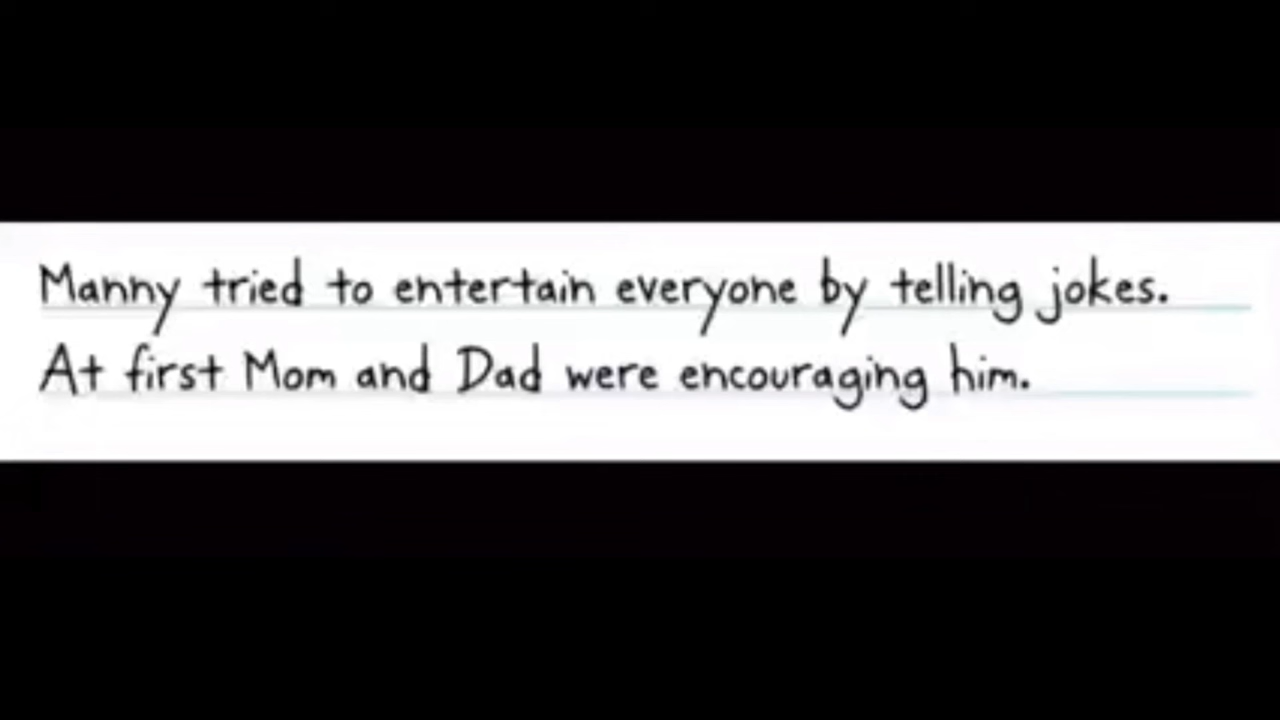 Manny tried to entertain everyone by telling jokes.
At first Mom and Dad were encouraging him.